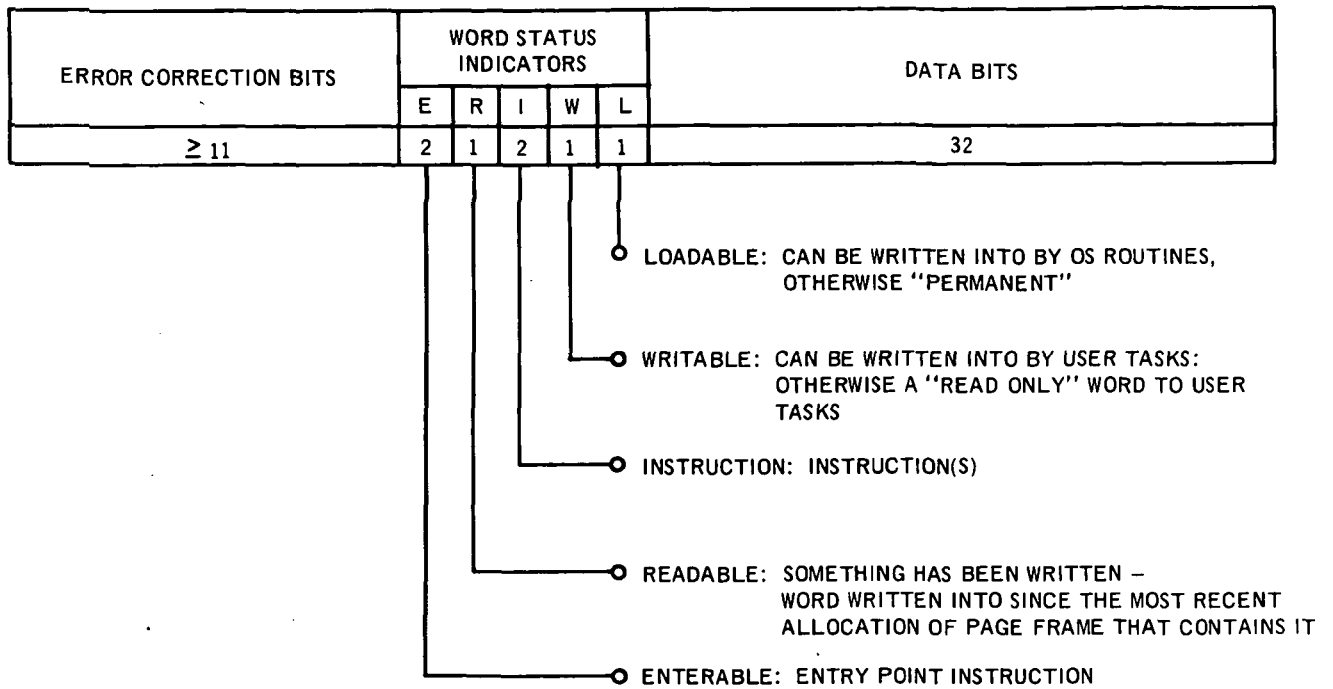 ERROR CORRECTION BITS
WORD STATUS
INDICATORS
DATA BITS
E R I W L
≥ 11 2 1 2 1 1 32
LOADABLE: CAN BE WRITTEN INTO BY OS ROUTINES,
OTHERWISE "PERMANENT"
WRITABLE: CAN BE WRITTEN INTO BY USER TASKS:
OTHERWISE A "READ ONLY" WORD TO USER
TASKS
INSTRUCTION: INSTRUCTION(S)
READABLE: SOMETHING HAS BEEN WRITTEN –
WORD WRITTEN INTO SINCE THE MOST RECENT
ALLOCATION OF PAGE FRAME THAT CONTAINS IT
ENTERABLE: ENTRY POINT INSTRUCTION